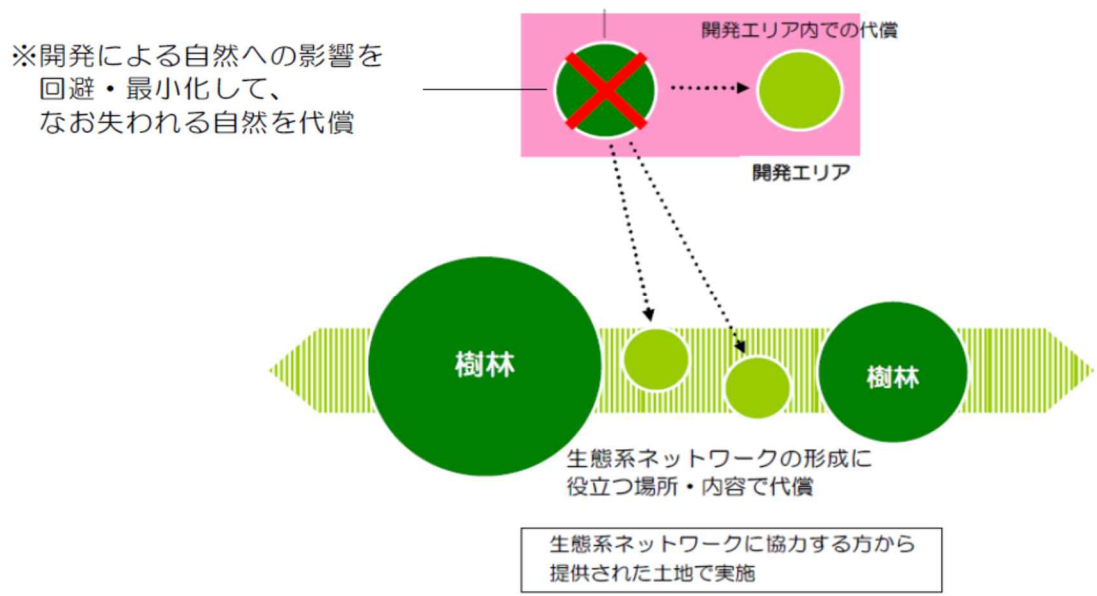 ※開発による自然への影響を
回避・最小化して、
なお失われる自然を代償
開発エリア内での代償
開発エリア
樹林
樹林
生態系ネットワークの形成に
役立つ場所・内容で代償
生態系ネットワークに協力する方から
提供された土地で実施